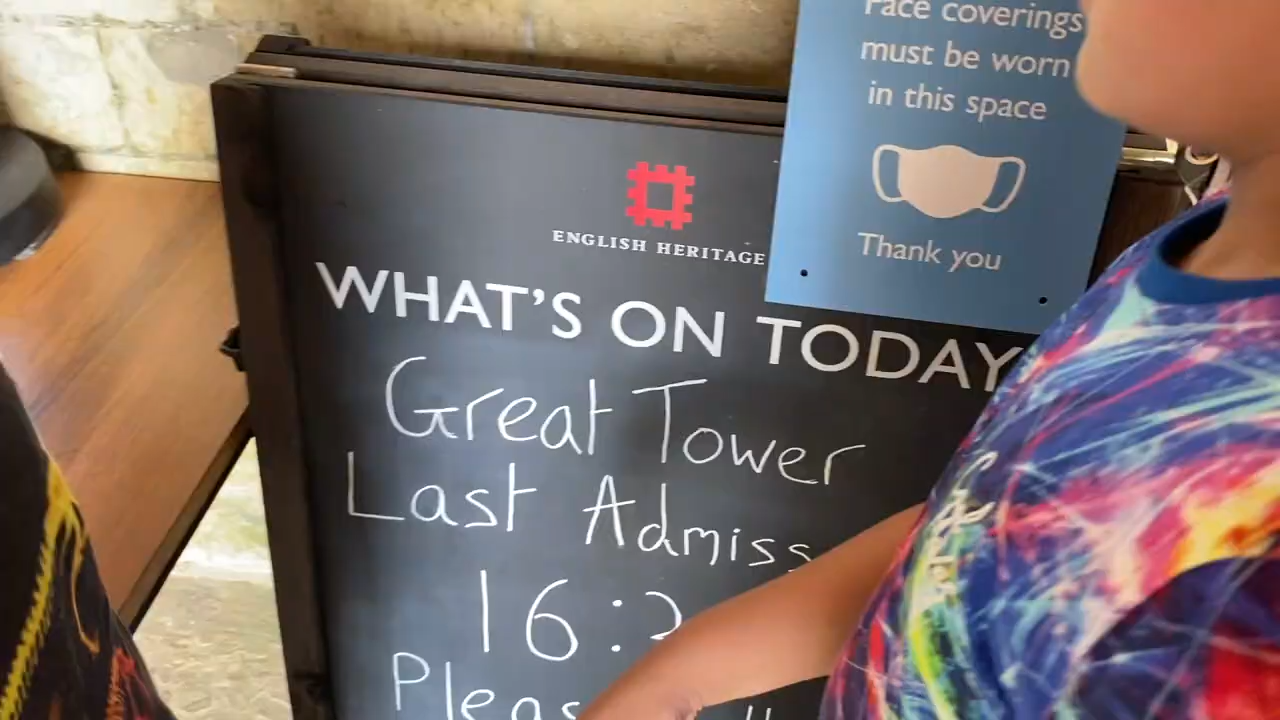 Face coverings
must be worn
in this space
Thank you
ENGLISH HERITAGE
WHAT'S ON TODAY
Great Tower
Last Admiss
16:2
Pleas